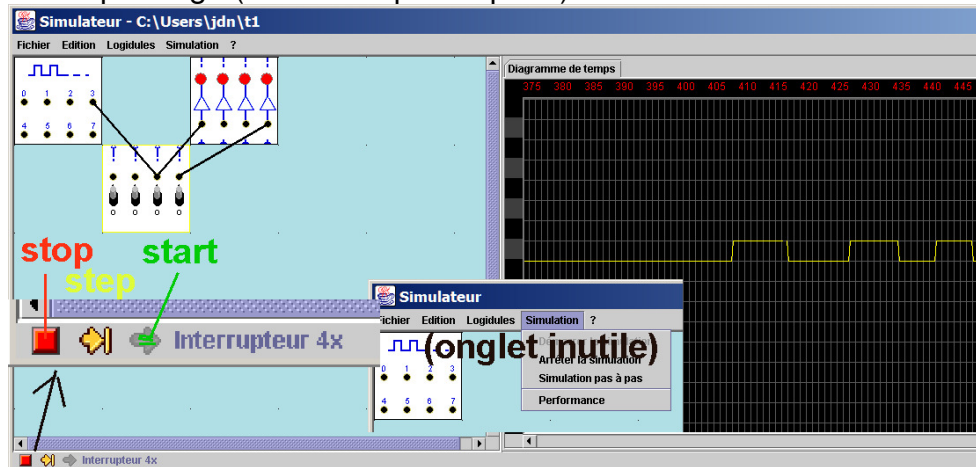 Simulateur - C:\Users\jdn\t1
Fichier Edition Logidules Simulation ?
0 1 2 3
4 5 6 7
0 0 0 0
Diagramme de temps
375 380 385 390 395 400 405 410 415 420 425 430 435 440 445
stop
start
step
Interrupteur 4x
Simulateur
Fichier Edition Logidules Simulation ?
(onglet inutile)
Arrêter la simulation
Simulation pas à pas
Performance
0 1 2 3
4 5 6 7
Interrupteur 4x